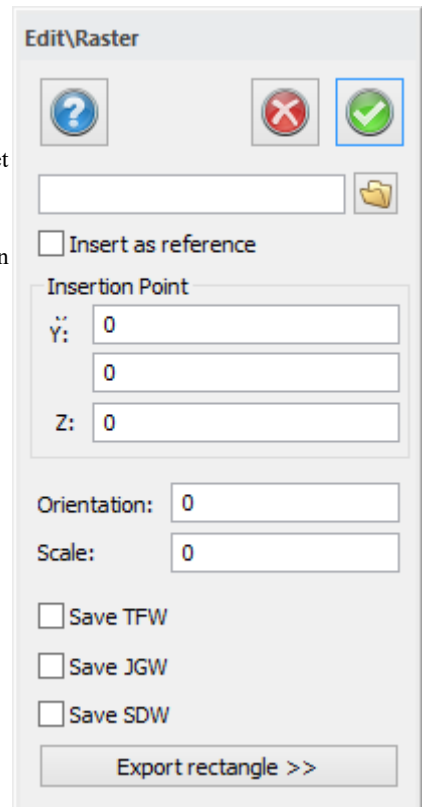 Edit\Raster
?
et
Insert as reference
n
Insertion Point
Y: 0
0
Z: 0
Orientation: 0
Scale: 0
Save TFW
Save JGW
Save SDW
Export rectangle >>